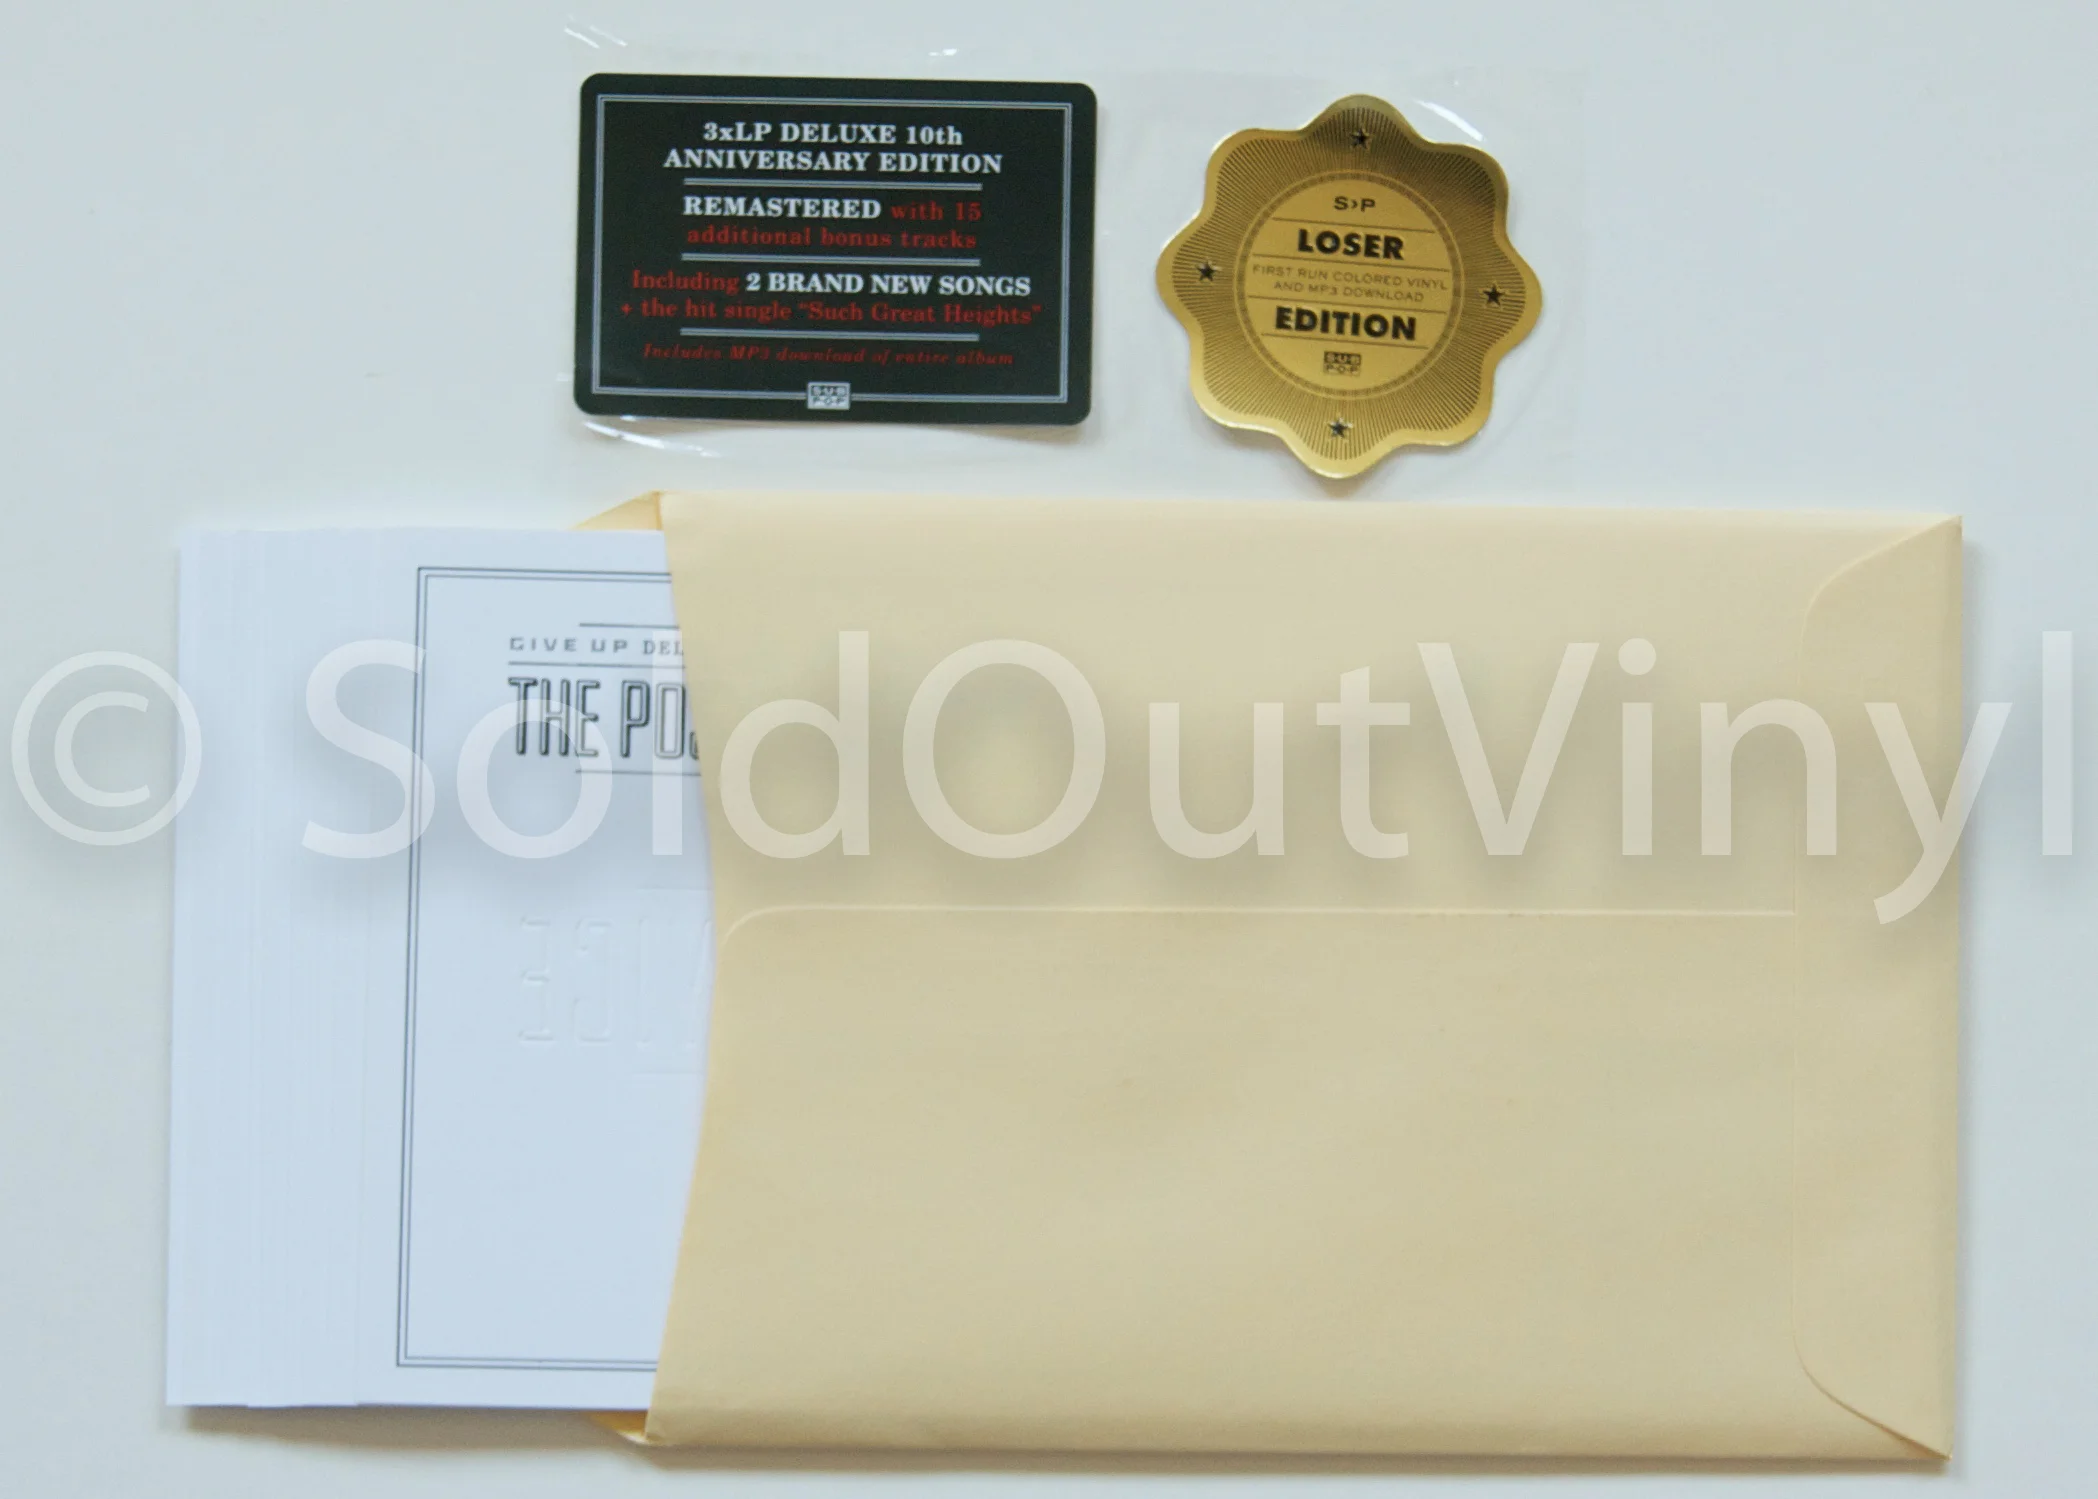 3xLP DELUXE 10th
ANNIVERSARY EDITION
REMASTERED with 15
additional bonus tracks
Including 2 BRAND NEW SONGS
+ the hit single "Such Great Heights"
Includes MP3 download of entire album
SUB
POP
S>P
LOSER
FIRST RUN COLORED VINYL
AND MP3 DOWNLOAD
EDITION
SUB
POP
GIVE UP DEL
THE POS
© SoldOutVinyl